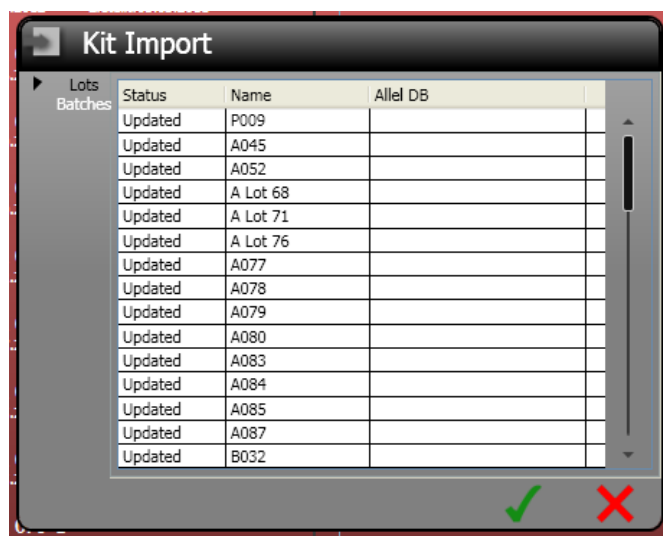 Kit Import
Lots
Batches
Status Name Allel DB
Updated P009
Updated A045
Updated A052
Updated A Lot 68
Updated A Lot 71
Updated A Lot 76
Updated A077
Updated A078
Updated A079
Updated A080
Updated A083
Updated A084
Updated A085
Updated A087
Updated B032